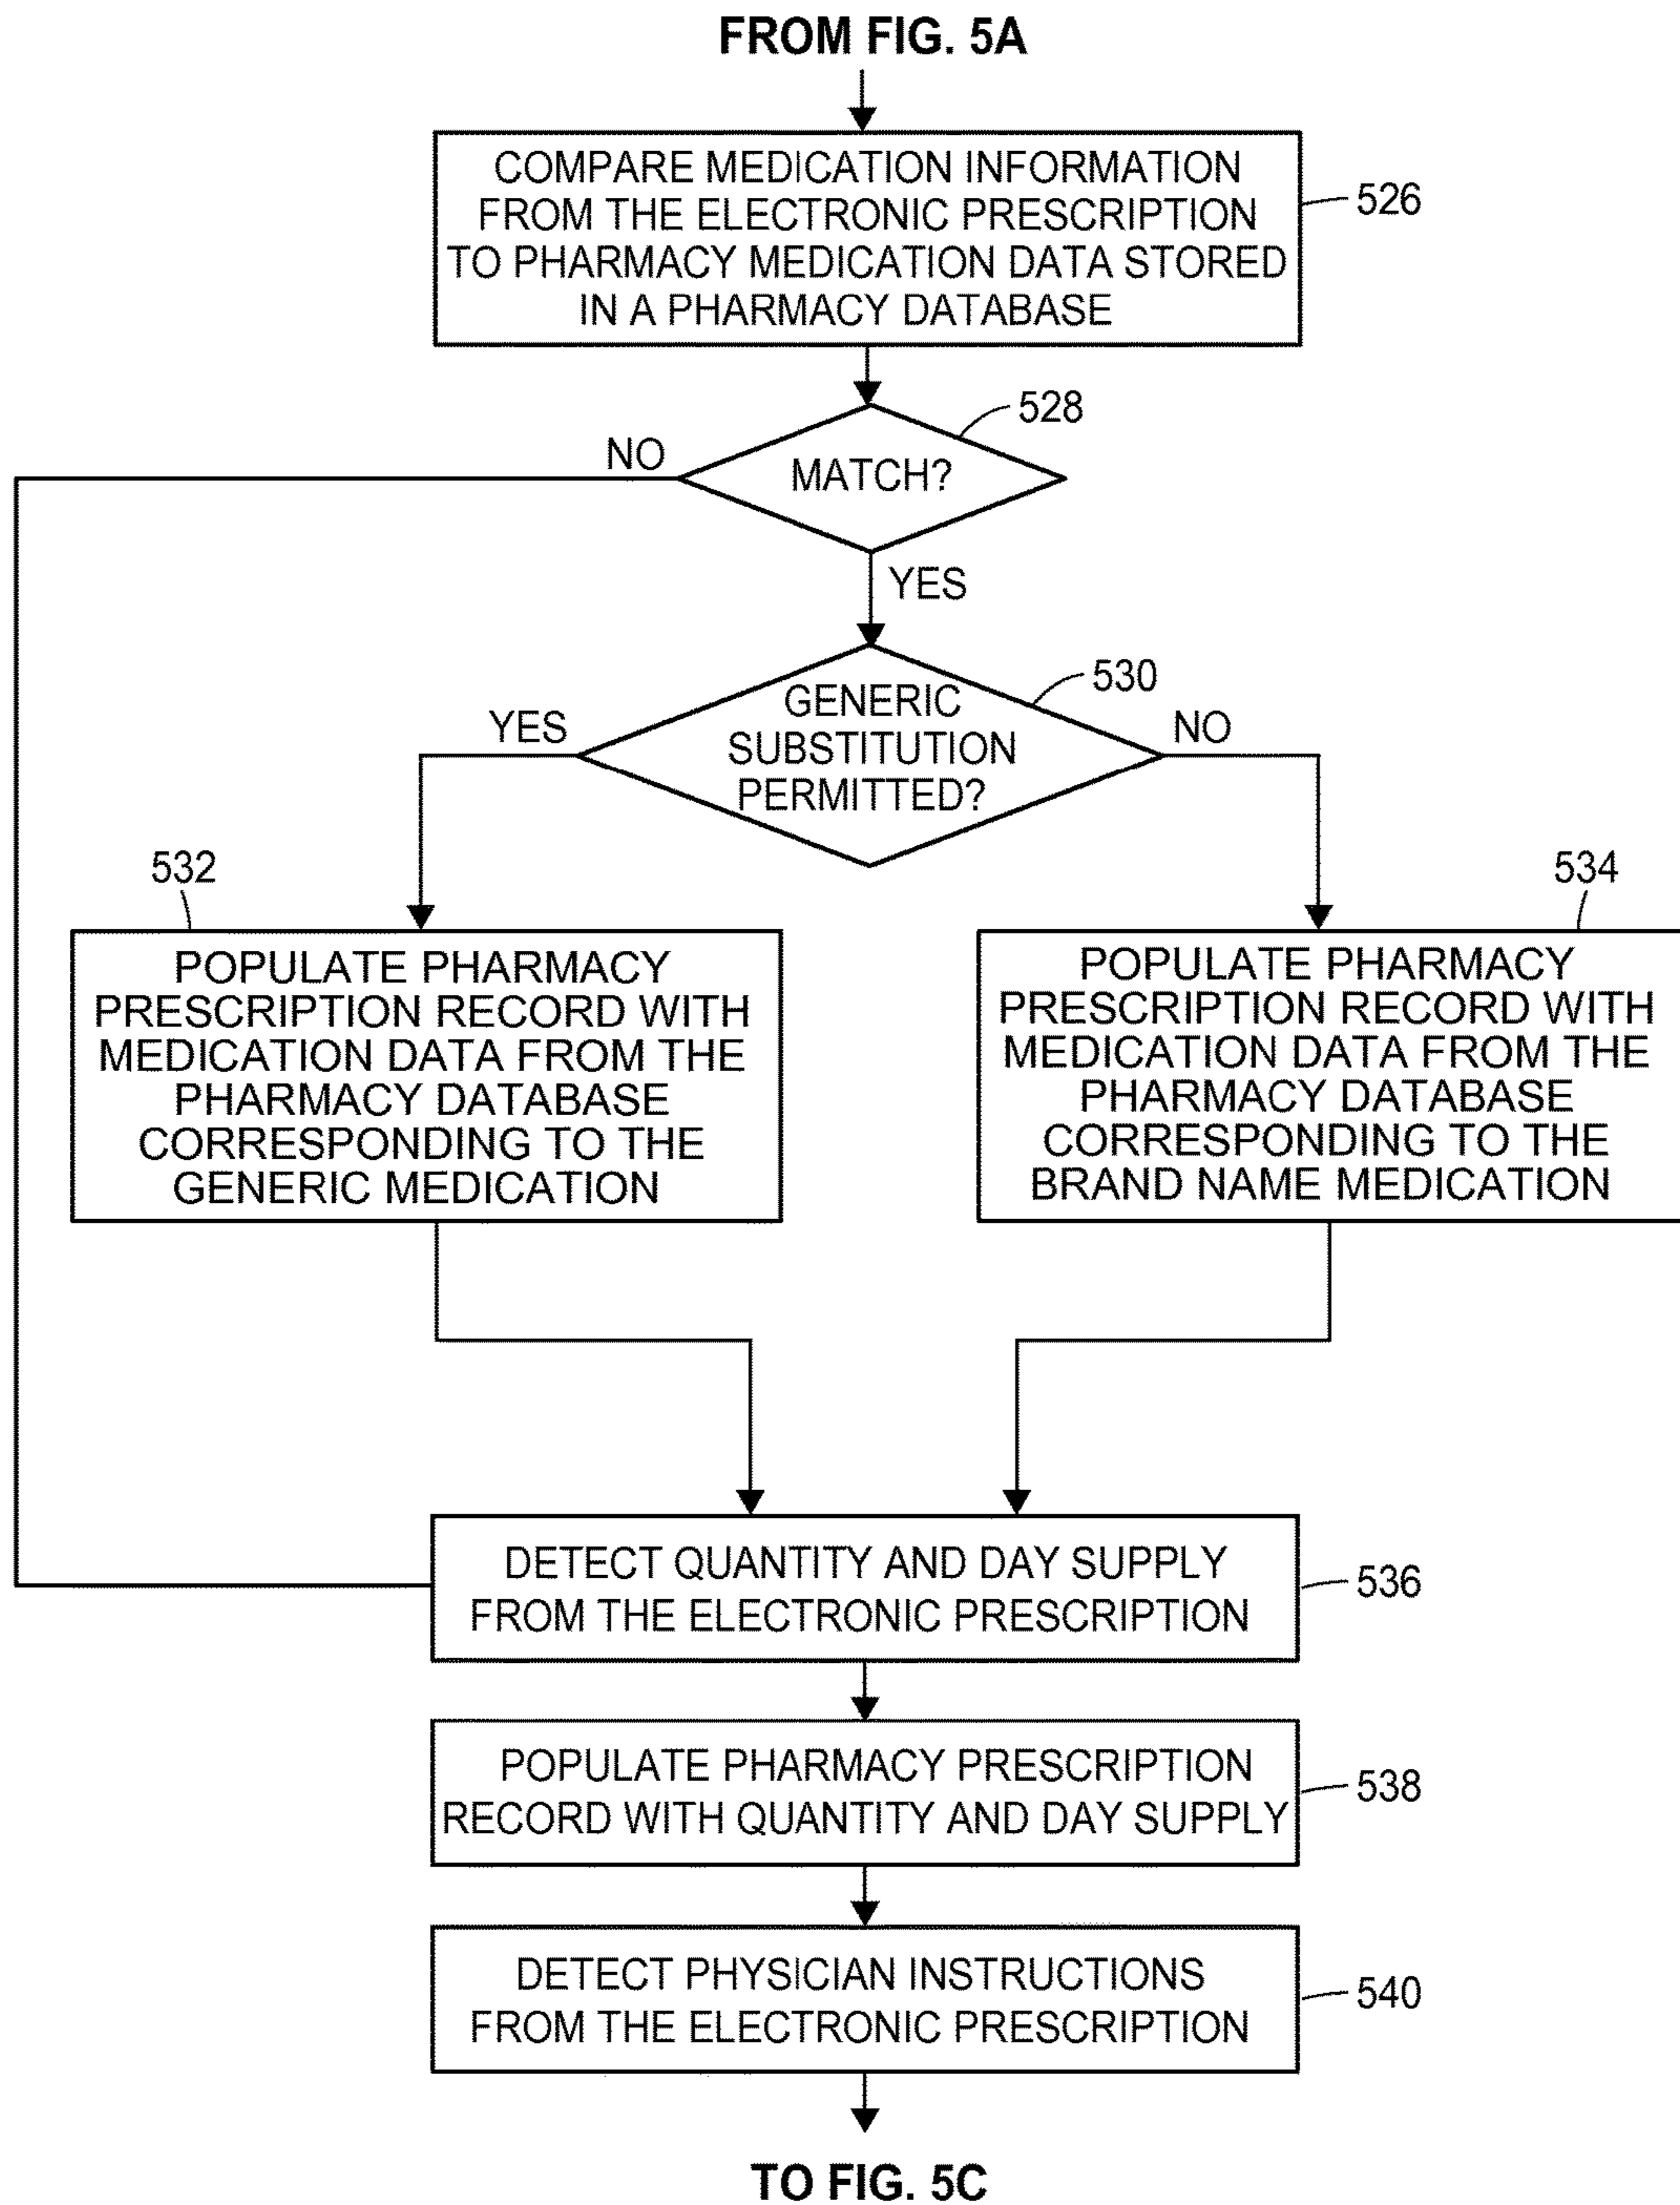 FROM FIG. 5A
COMPARE MEDICATION INFORMATION
FROM THE ELECTRONIC PRESCRIPTION
TO PHARMACY MEDICATION DATA STORED
IN A PHARMACY DATABASE
526
528
NO
MATCH?
YES
530
GENERIC
SUBSTITUTION
PERMITTED?
YES
NO
532
534
POPULATE PHARMACY
PRESCRIPTION RECORD WITH
MEDICATION DATA FROM THE
PHARMACY DATABASE
CORRESPONDING TO THE
GENERIC MEDICATION
POPULATE PHARMACY
PRESCRIPTION RECORD WITH
MEDICATION DATA FROM THE
PHARMACY DATABASE
CORRESPONDING TO THE
BRAND NAME MEDICATION
DETECT QUANTITY AND DAY SUPPLY
FROM THE ELECTRONIC PRESCRIPTION
536
POPULATE PHARMACY PRESCRIPTION
RECORD WITH QUANTITY AND DAY SUPPLY
538
DETECT PHYSICIAN INSTRUCTIONS
FROM THE ELECTRONIC PRESCRIPTION
540
TO FIG. 5C